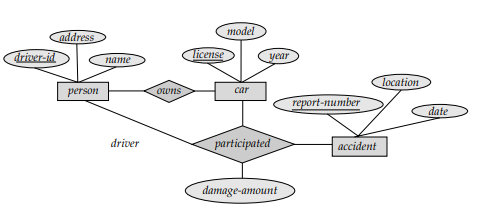 model
address
driver-id
name
license
year
location
person
owns
car
report-number
date
driver
participated
accident
damage-amount